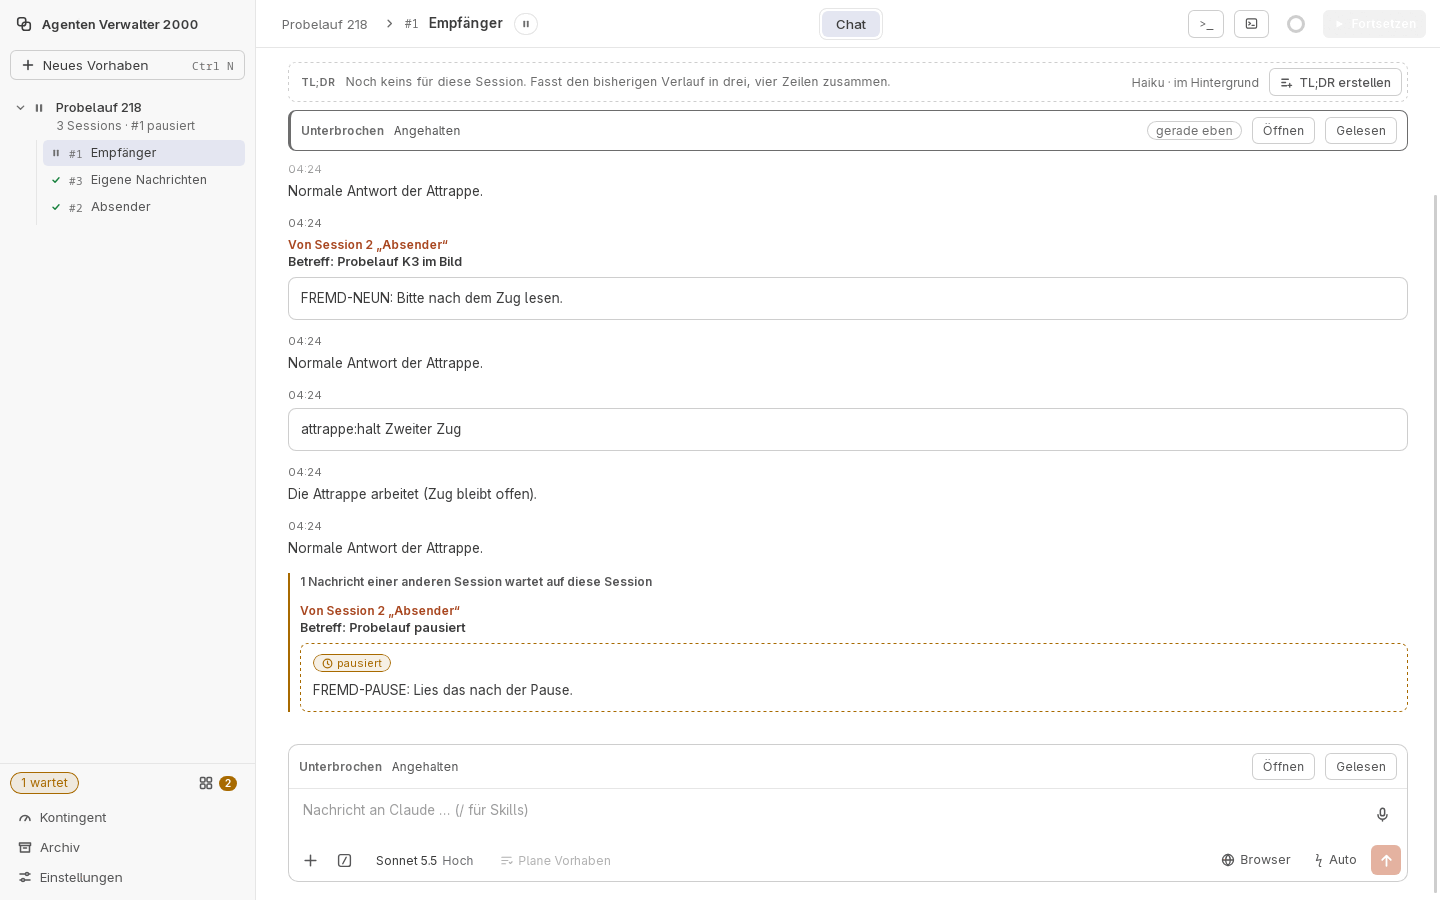 Agenten Verwalter 2000
Neues Vorhaben Ctrl N
Probelauf 218
3 Sessions · #1 pausiert
#1 Empfänger
#3 Eigene Nachrichten
#2 Absender
1 wartet
2
Kontingent
Archiv
Einstellungen
Probelauf 218 > #1 Empfänger
Chat
>_
Fortsetzen
TL;DR Noch keins für diese Session. Fasst den bisherigen Verlauf in drei, vier Zeilen zusammen. Haiku · im Hintergrund TL;DR erstellen
Unterbrochen Angehalten gerade eben Öffnen Gelesen
04:24
Normale Antwort der Attrappe.
04:24
Von Session 2 „Absender“
Betreff: Probelauf K3 im Bild
FREMD-NEUN: Bitte nach dem Zug lesen.
04:24
Normale Antwort der Attrappe.
04:24
attrappe:halt Zweiter Zug
04:24
Die Attrappe arbeitet (Zug bleibt offen).
04:24
Normale Antwort der Attrappe.
1 Nachricht einer anderen Session wartet auf diese Session
Von Session 2 „Absender“
Betreff: Probelauf pausiert
pausiert
FREMD-PAUSE: Lies das nach der Pause.
Unterbrochen Angehalten Öffnen Gelesen
Nachricht an Claude … (/ für Skills)
Sonnet 5.5 Hoch Plane Vorhaben Browser Auto